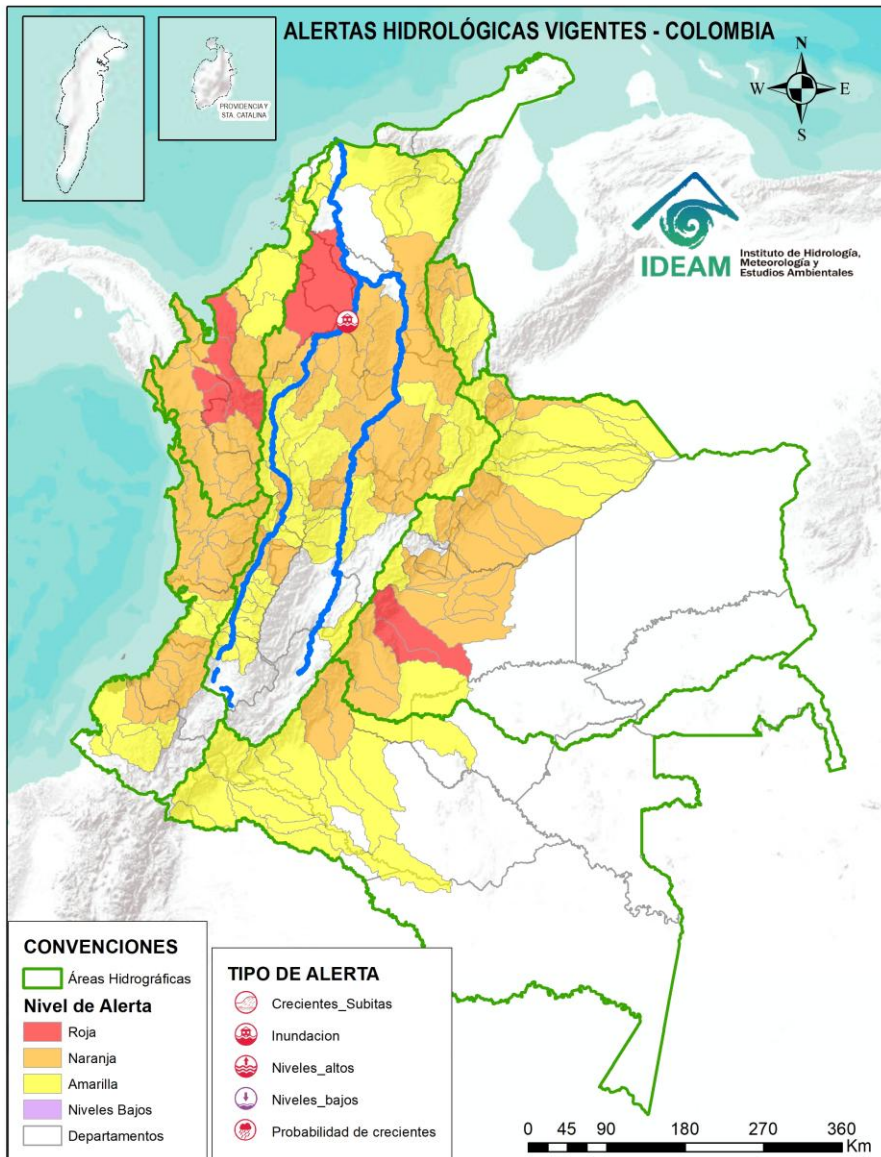 ALERTAS HIDROLÓGICAS VIGENTES - COLOMBIA
PROVIDENCIA Y
STA. CATALINA
N
W
E
S
IDEAM
Instituto de Hidrología,
Meteorología y
Estudios Ambientales
CONVENCIONES
Áreas Hidrográficas
Nivel de Alerta
Roja
Naranja
Amarilla
Niveles Bajos
Departamentos
TIPO DE ALERTA
Crecientes_Subitas
Inundacion
Niveles_altos
Niveles_bajos
Probabilidad de crecientes
0 45 90 180 270 360
Km